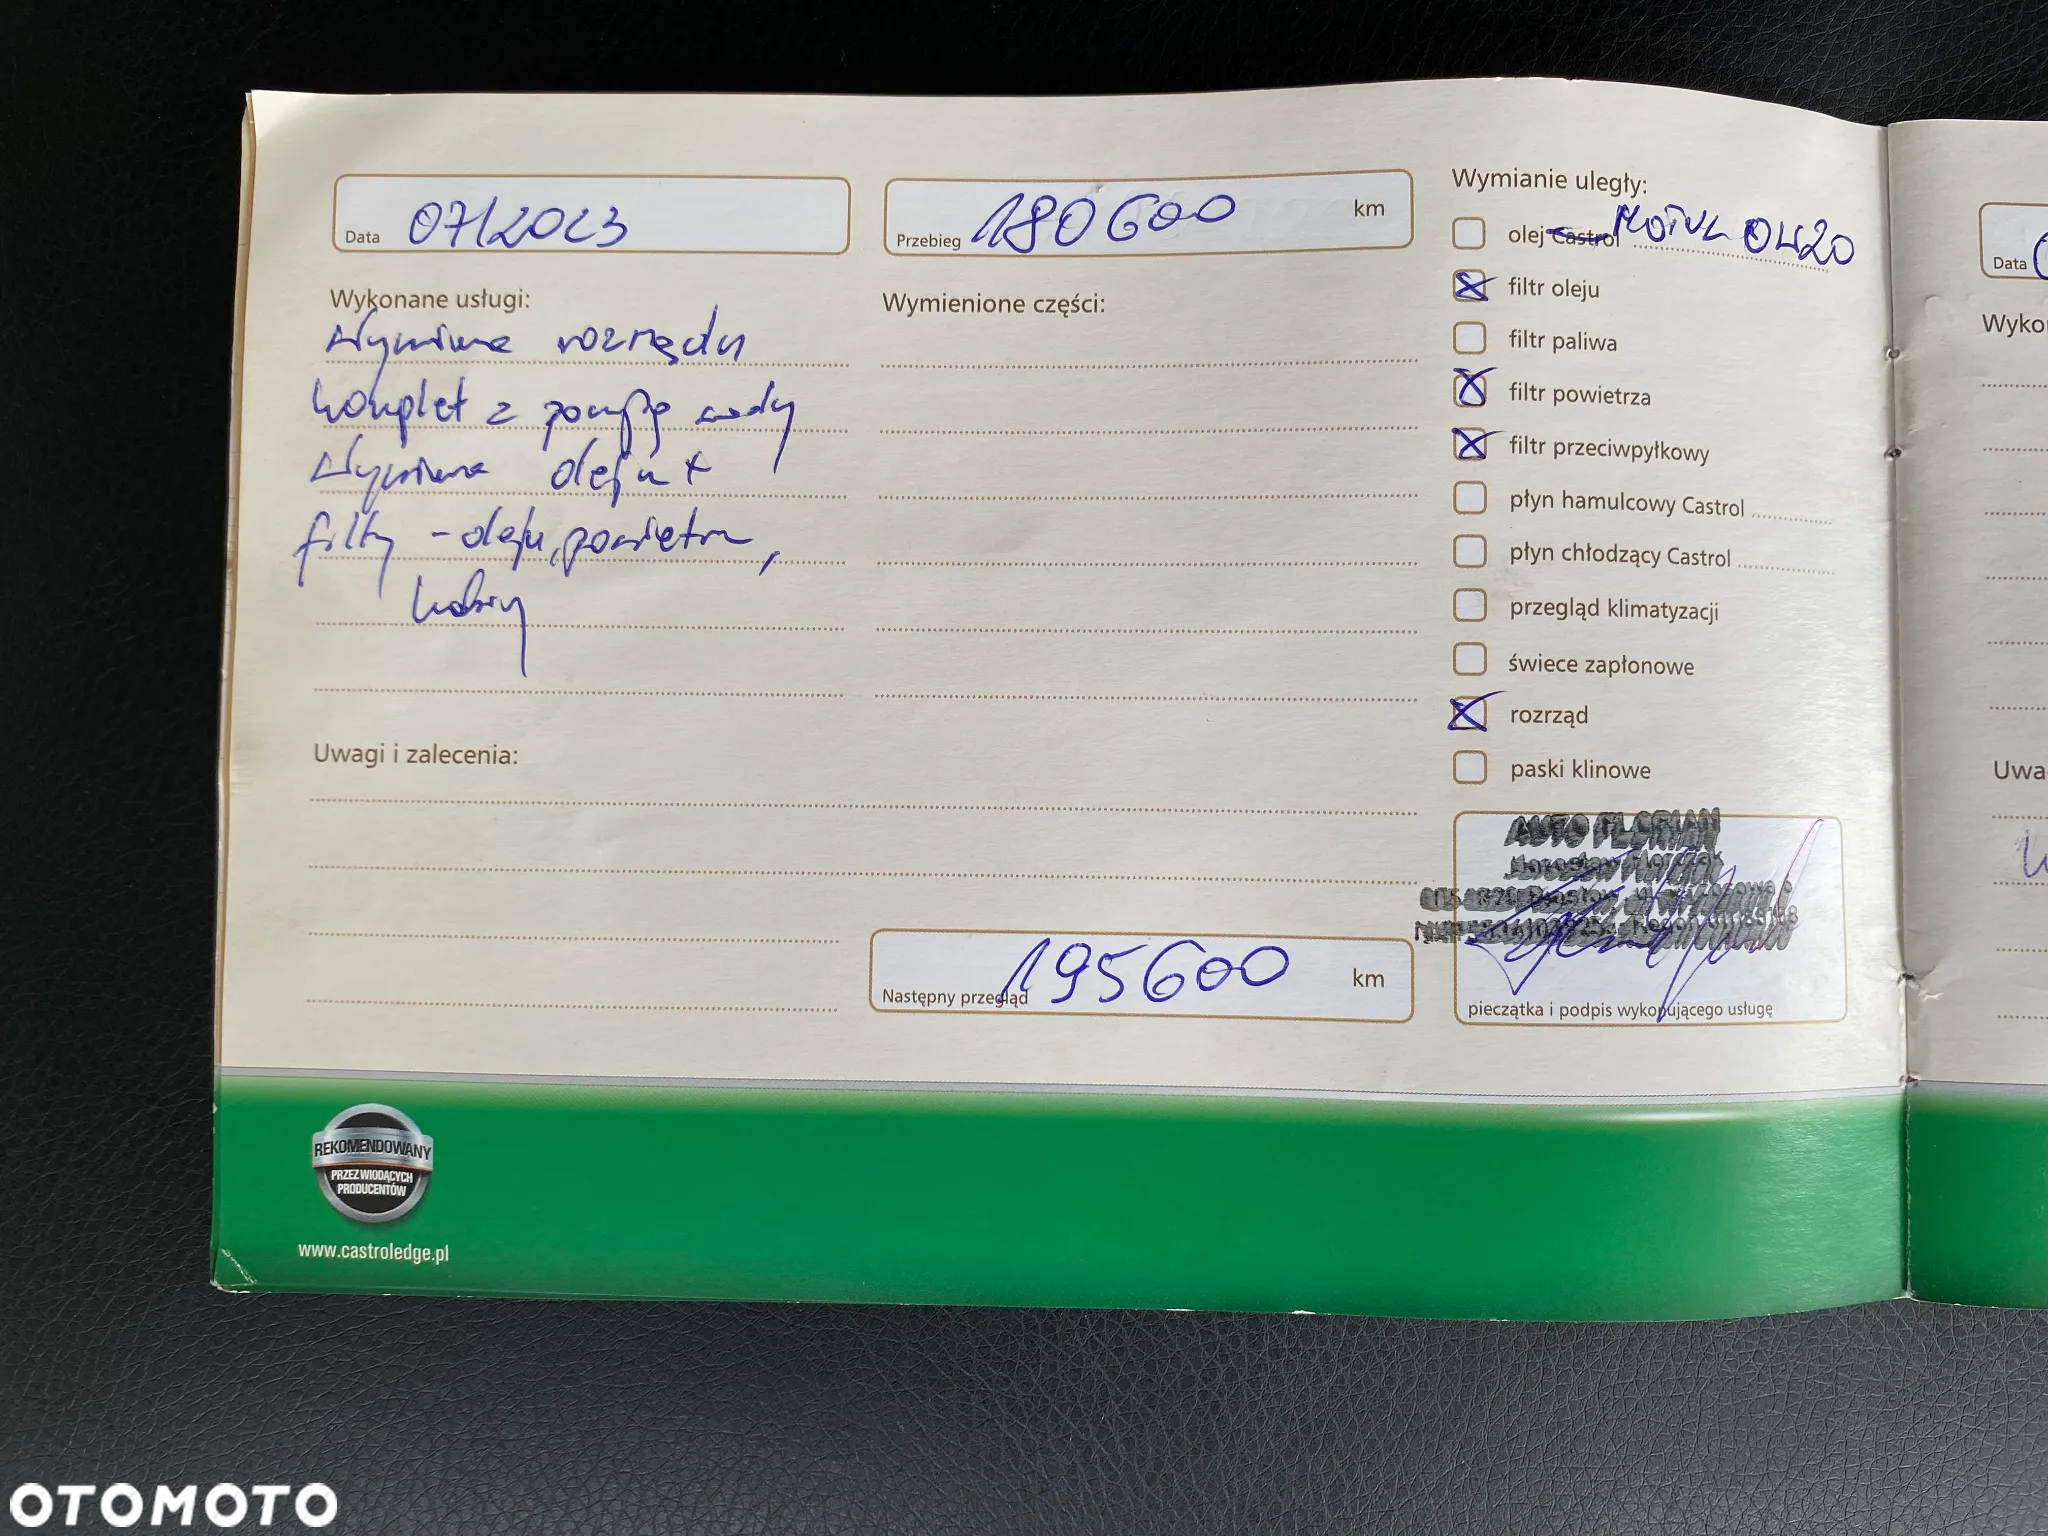 Data 07/2023
Przebieg 180600 km
Wykonane usługi:
Wymiana rozrządu
komplet z pompą wody
Wymiana oleju +
filtry - oleju, powietrza,
kabiny
Wymienione części:
Uwagi i zalecenia:
Następny przegląd 195600 km
Wymianie uległy:
olej Castrol MOTUL 0W20
filtr oleju
filtr paliwa
filtr powietrza
filtr przeciwpyłkowy
płyn hamulcowy Castrol
płyn chłodzący Castrol
przegląd klimatyzacji
świece zapłonowe
rozrząd
paski klinowe
AUTO FLORIAN
pieczątka i podpis wykonującego usługę
Data
Wyko
Uwa
REKOMENDOWANY
PRZEZ WIODĄCYCH
PRODUCENTÓW
www.castroledge.pl
OTOMOTO